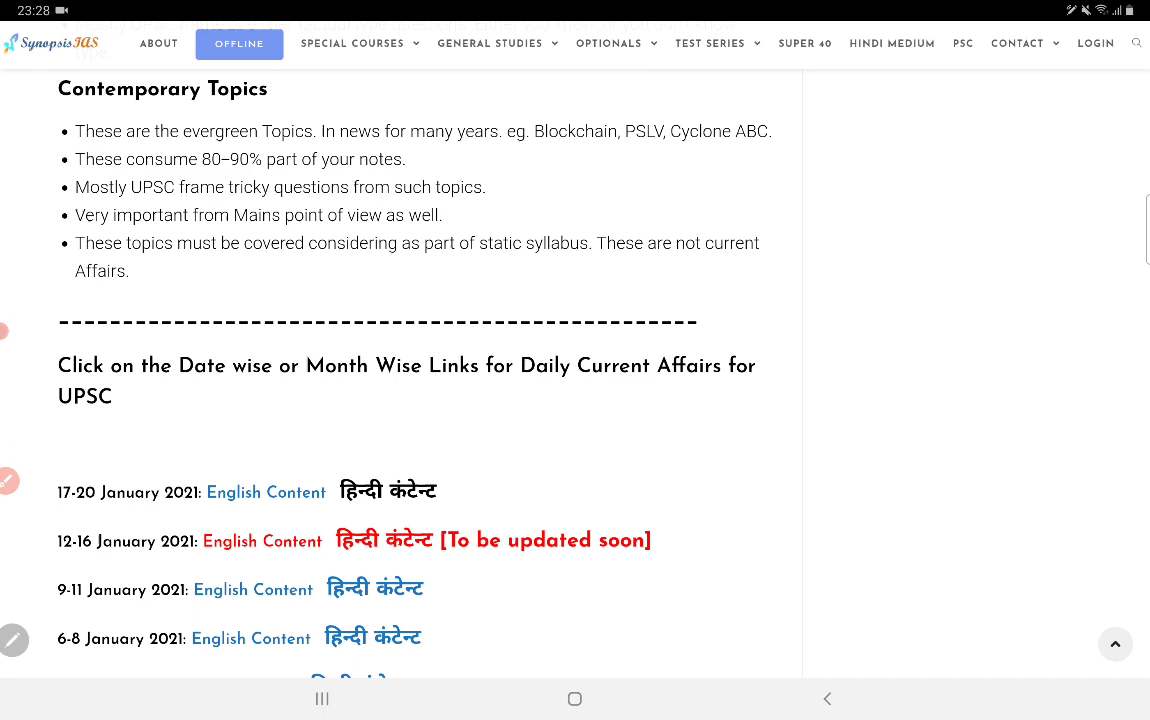 23:28
SynopsisIAS
ABOUT OFFLINE SPECIAL COURSES GENERAL STUDIES OPTIONALS TEST SERIES SUPER 40 HINDI MEDIUM PSC CONTACT LOGIN
Contemporary Topics
• These are the evergreen Topics. In news for many years. eg. Blockchain, PSLV, Cyclone ABC.
• These consume 80–90% part of your notes.
• Mostly UPSC frame tricky questions from such topics.
• Very important from Mains point of view as well.
• These topics must be covered considering as part of static syllabus. These are not current
Affairs.
--------------------------------------------------
Click on the Date wise or Month Wise Links for Daily Current Affairs for
UPSC
17-20 January 2021: English Content हिन्दी कंटेन्ट
12-16 January 2021: English Content हिन्दी कंटेन्ट [To be updated soon]
9-11 January 2021: English Content हिन्दी कंटेन्ट
6-8 January 2021: English Content हिन्दी कंटेन्ट